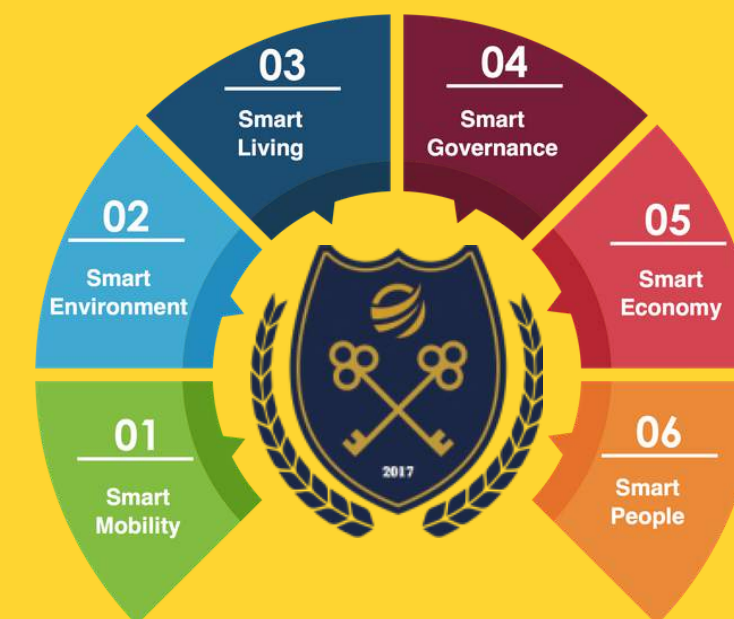 01
Smart
Mobility
02
Smart
Environment
03
Smart
Living
04
Smart
Governance
05
Smart
Economy
06
Smart
People
2017